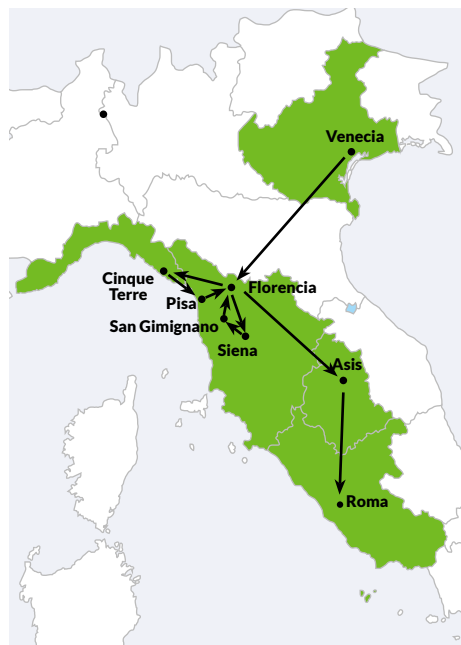 Venecia
Cinque
Terre
Florencia
Pisa
San Gimignano
Siena
Asis
Roma